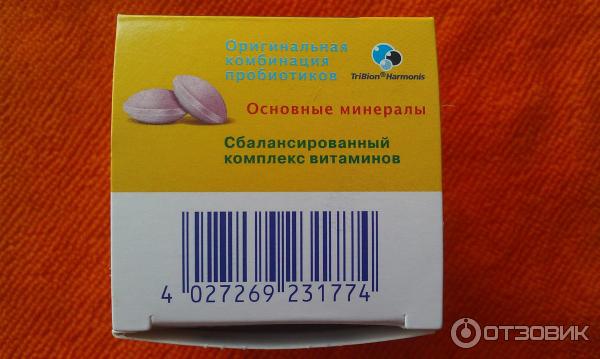 Оригинальная
комбинация
пробиотиков
TriBion®Harmonis
Основные минералы
Сбалансированный
комплекс витаминов
4 027269 231774
ОТЗОВИК